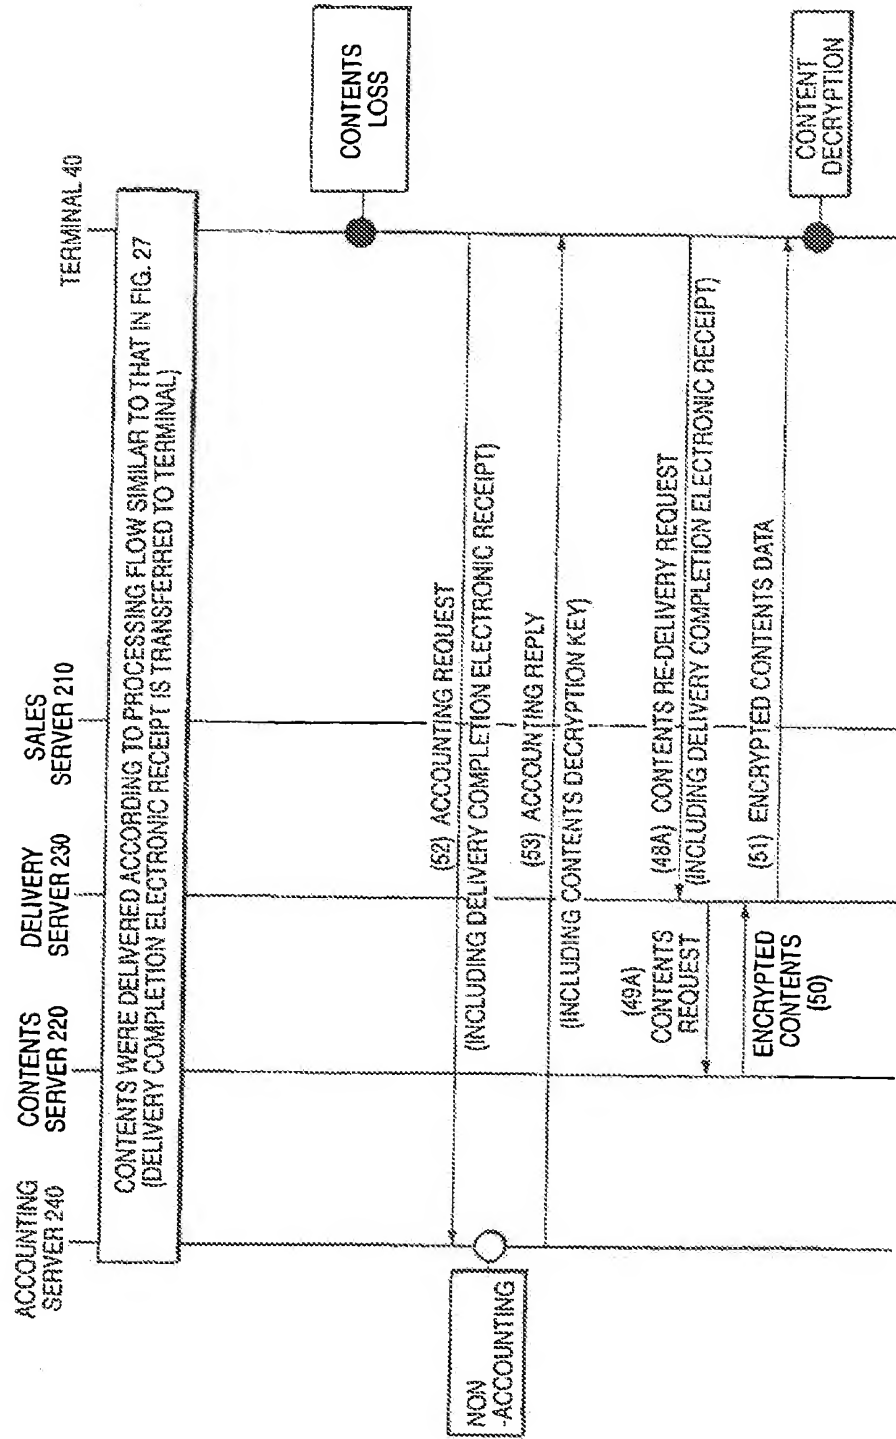 ACCOUNTING
SERVER 240
CONTENTS
SERVER 220
DELIVERY
SERVER 230
SALES
SERVER 210
TERMINAL 40
CONTENTS WERE DELIVERED ACCORDING TO PROCESSING FLOW SIMILAR TO THAT IN FIG. 27
(DELIVERY COMPLETION ELECTRONIC RECEIPT IS TRANSFERRED TO TERMINAL)
CONTENTS
LOSS
(52) ACCOUNTING REQUEST
(INCLUDING DELIVERY COMPLETION ELECTRONIC RECEIPT)
NON
-ACCOUNTING
(53) ACCOUNTING REPLY
(INCLUDING CONTENTS DECRYPTION KEY)
(48A) CONTENTS RE-DELIVERY REQUEST
(INCLUDING DELIVERY COMPLETION ELECTRONIC RECEIPT)
(49A)
CONTENTS
REQUEST
ENCRYPTED
CONTENTS
(50)
(51) ENCRYPTED CONTENTS DATA
CONTENT
DECRYPTION